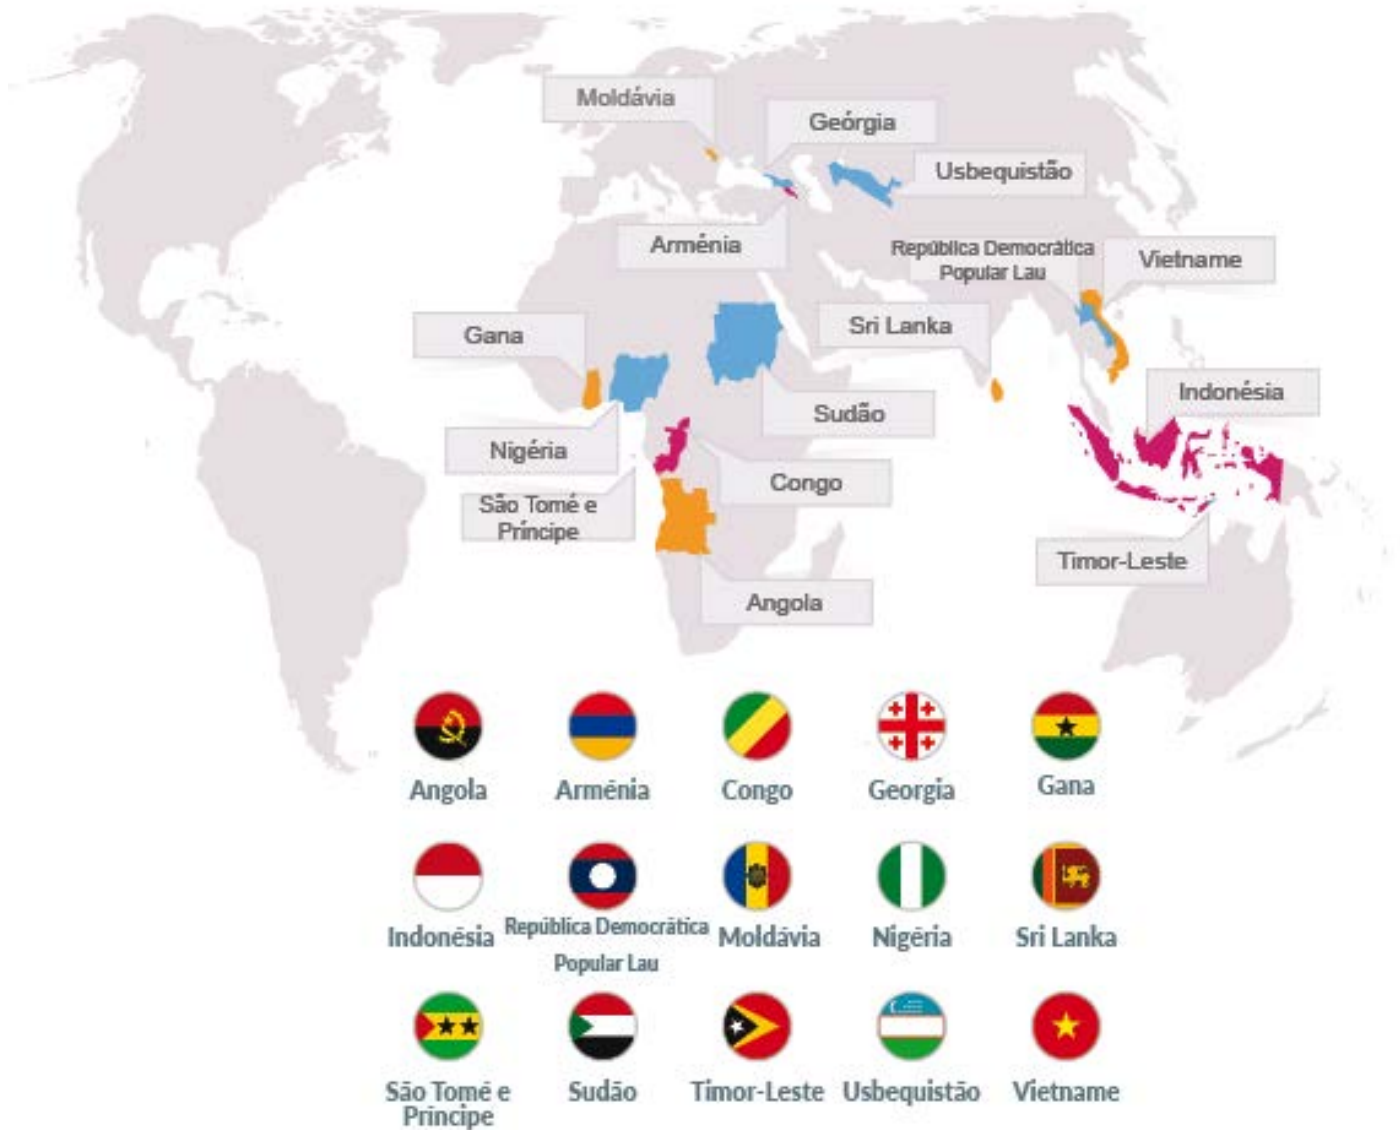 Moldávia
Geórgia
Usbequistão
Arménia
República Democrática
Popular Lau
Vietname
Gana
Sri Lanka
Indonésia
Sudão
Nigéria
Congo
São Tomé e
Príncipe
Timor-Leste
Angola
Angola
Arménia
Congo
Georgia
Gana
Indonésia
República Democrática
Popular Lau
Moldávia
Nigéria
Sri Lanka
São Tomé e
Príncipe
Sudão
Timor-Leste
Usbequistão
Vietname